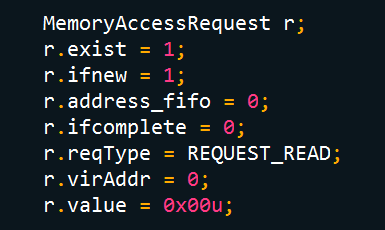 MemoryAccessRequest r;
r.exist = 1;
r.ifnew = 1;
r.address_fifo = 0;
r.ifcomplete = 0;
r.reqType = REQUEST_READ;
r.virAddr = 0;
r.value = 0x00u;